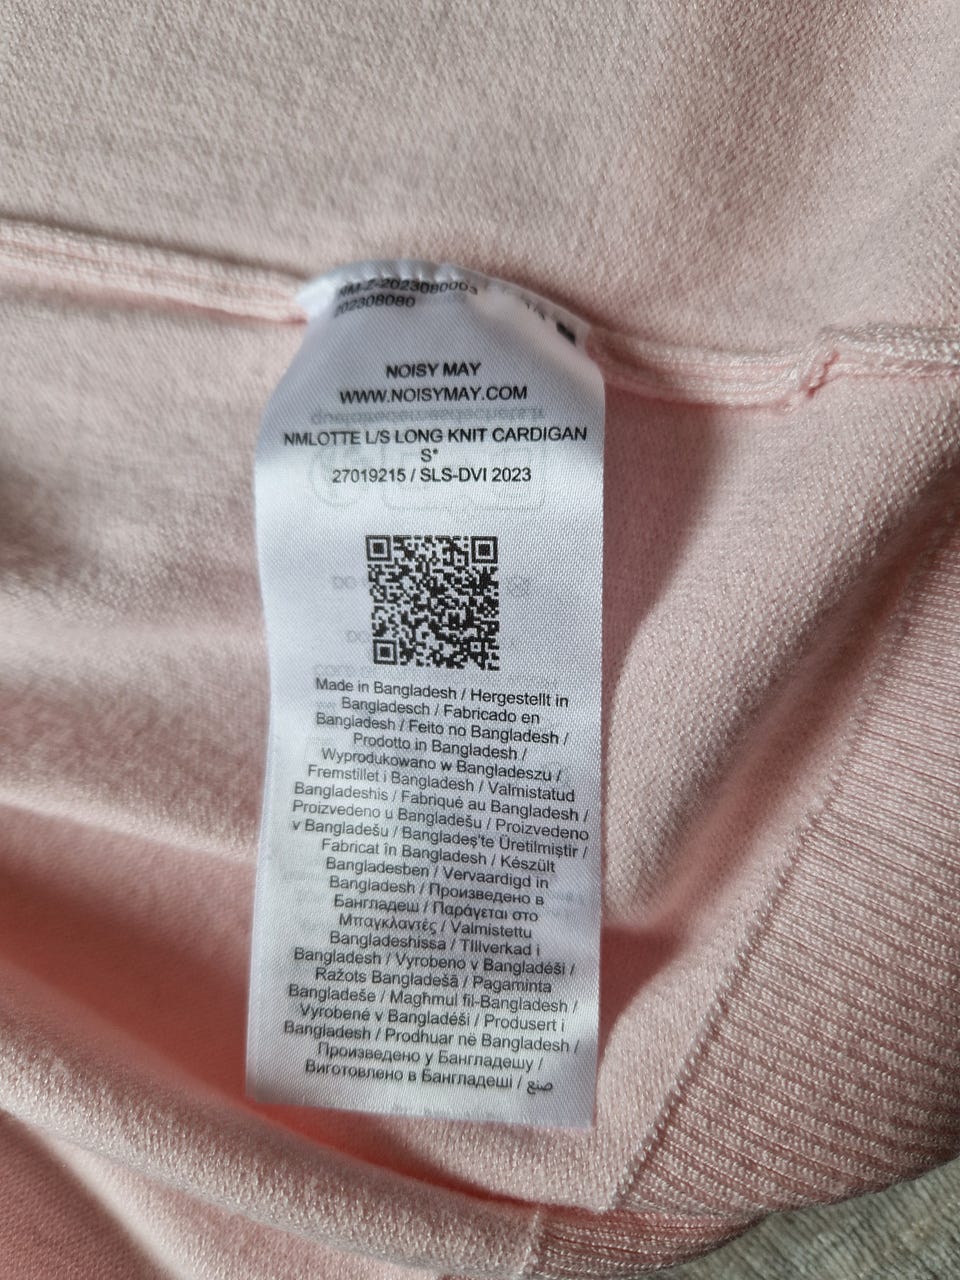 NM-Z-2023080003
202308080
NOISY MAY
WWW.NOISYMAY.COM
NMLOTTE L/S LONG KNIT CARDIGAN
S*
27019215 / SLS-DVI 2023
Made in Bangladesh / Hergestellt in
Bangladesch / Fabricado en
Bangladesh / Feito no Bangladesh /
Prodotto in Bangladesh /
Wyprodukowano w Bangladeszu /
Fremstillet i Bangladesh / Valmistatud
Bangladeshis / Fabriqué au Bangladesh /
Proizvedeno u Bangladešu / Proizvedeno
v Bangladešu / Bangladeş'te Üretilmiştir /
Fabricat în Bangladesh / Készült
Bangladesben / Vervaardigd in
Bangladesh / Произведено в
Бангладеш / Παράγεται στο
Μπαγκλαντές / Valmistettu
Bangladeshissa / TIllverkad i
Bangladesh / Vyrobeno v Bangladéši /
Ražots Bangladešā / Pagaminta
Bangladeše / Magħmul fil-Bangladesh /
Vyrobené v Bangladéši / Produsert i
Bangladesh / Prodhuar në Bangladesh /
Произведено у Бангладешу /
Виготовлено в Бангладеші / صنع